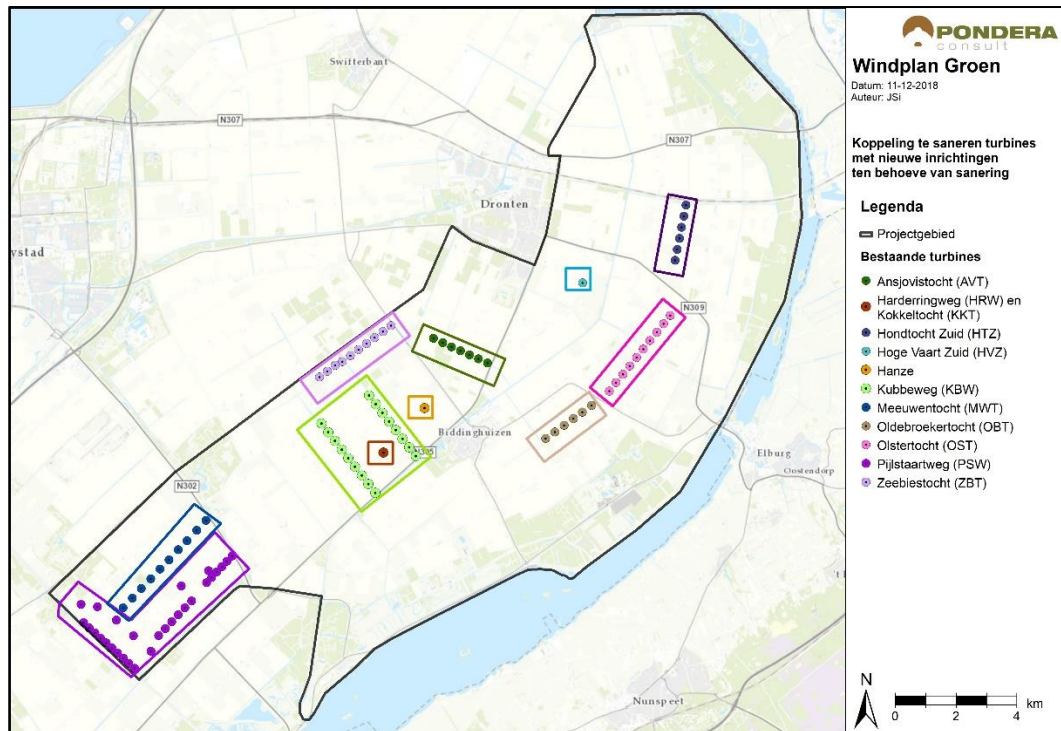 PONDERA
consult
Windplan Groen
Datum: 11-12-2018
Auteur: JSi
Koppeling te saneren turbines
met nieuwe inrichtingen
ten behoeve van sanering
Legenda
Projectgebied
Bestaande turbines
Ansjovistocht (AVT)
Harderringweg (HRW) en
Kokkeltocht (KKT)
Hondtocht Zuid (HTZ)
Hoge Vaart Zuid (HVZ)
Hanze
Kubbeweg (KBW)
Meeuwentocht (MWT)
Oldebroekertocht (OBT)
Olstertocht (OST)
Pijlstaartweg (PSW)
Zeebiestocht (ZBT)
N
0 2 4 km
Swifterbant
N307
N307
Dronten
ystad
N309
Biddinghuizen
N305
Elburg
Oostendorp
N302
't H
Nunspeet